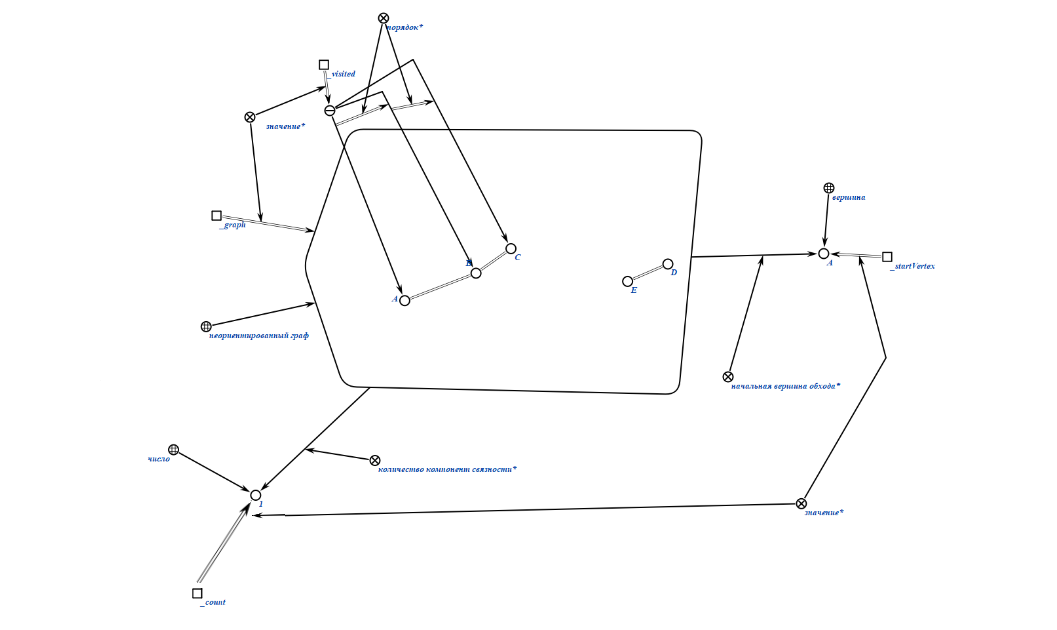 порядок*
_visited
значение*
вершина
_graph
C
B
_startVertex
A
D
E
A
неориентированный граф
начальная вершина обхода*
число
количество компонент связности*
1
значение*
_count